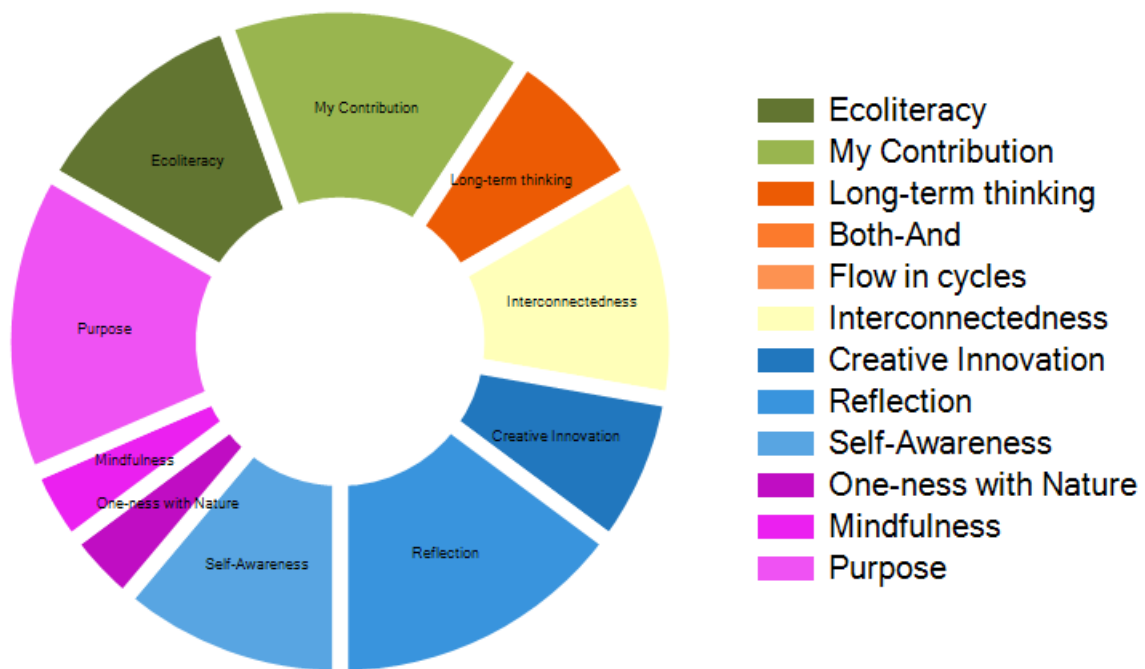 My Contribution
Ecoliteracy
Long-term thinking
Interconnectedness
Purpose
Creative Innovation
Mindfulness
One-ness with Nature
Reflection
Self-Awareness
Ecoliteracy
My Contribution
Long-term thinking
Both-And
Flow in cycles
Interconnectedness
Creative Innovation
Reflection
Self-Awareness
One-ness with Nature
Mindfulness
Purpose